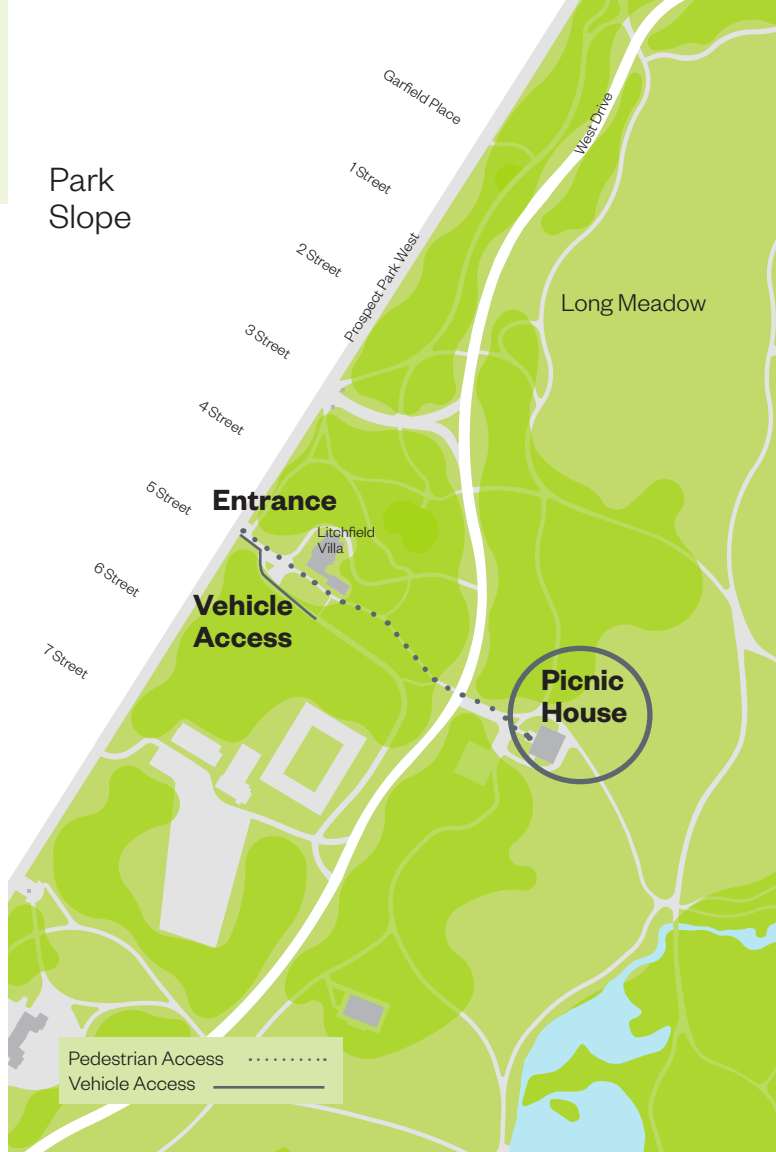 Garfield Place
West Drive
1 Street
Park
Slope
2 Street
Prospect Park West
Long Meadow
3 Street
4 Street
5 Street
Entrance
Litchfield
Villa
6 Street
Vehicle
Access
7 Street
Picnic
House
Pedestrian Access
Vehicle Access